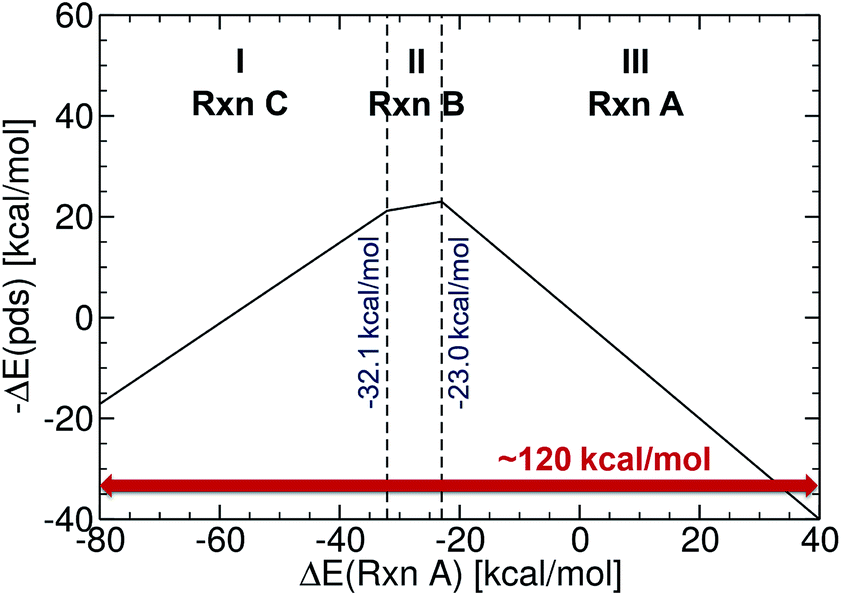 60
40
20
0
-20
-40
-ΔE(pds) [kcal/mol]
I
Rxn C
II
Rxn B
III
Rxn A
-32.1 kcal/mol
-23.0 kcal/mol
~120 kcal/mol
-80
-60
-40
-20
0
20
40
ΔE(Rxn A) [kcal/mol]